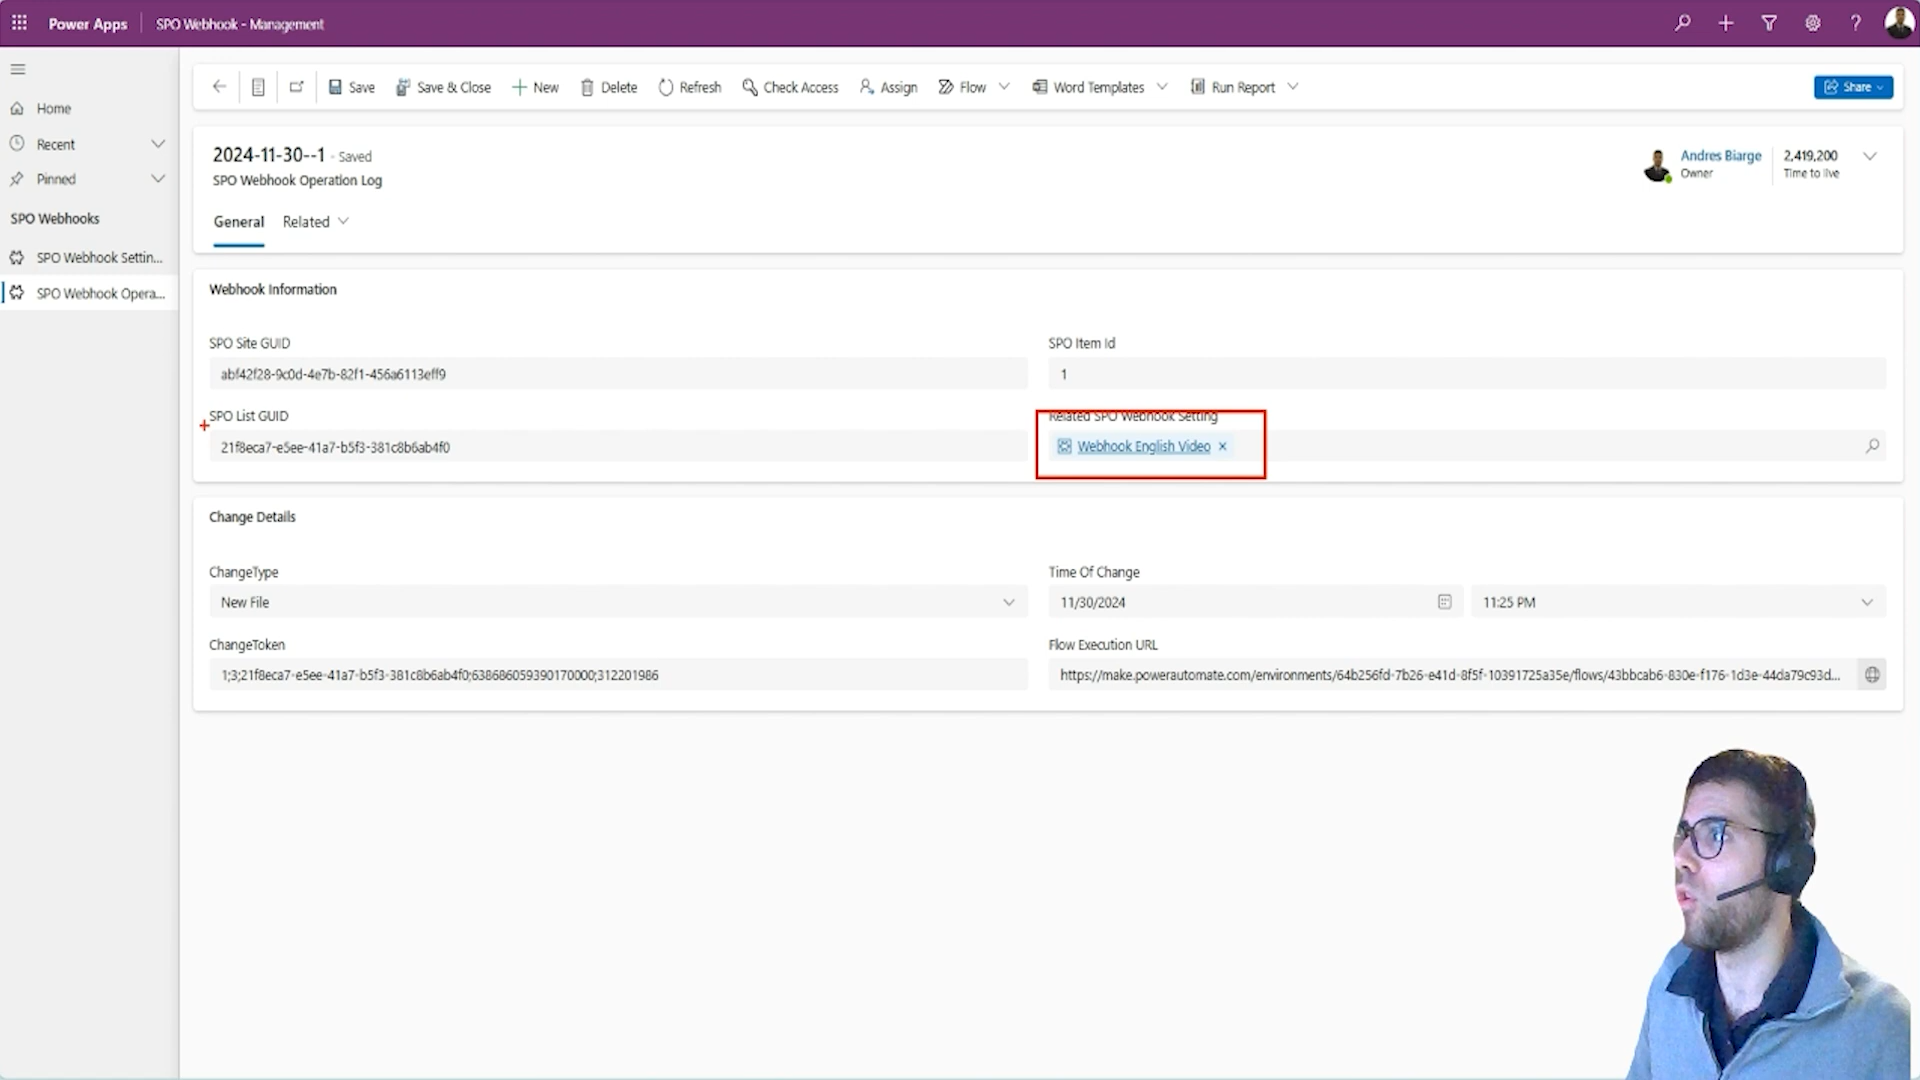 Power Apps SPO Webhook - Management
Save Save & Close New Delete Refresh Check Access Assign Flow Word Templates Run Report Share
Home
Recent
Pinned
SPO Webhooks
SPO Webhook Settin...
SPO Webhook Opera...
2024-11-30--1 - Saved
SPO Webhook Operation Log
Andres Biarge
Owner
2,419,200
Time to live
General Related
Webhook Information
SPO Site GUID
abf42f28-9c0d-4e7b-82f1-456a6113eff9
SPO Item Id
1
SPO List GUID
21f8eca7-e5ee-41a7-b5f3-381c8b6ab4f0
Related SPO Webhook Setting
Webhook English Video
Change Details
ChangeType
New File
Time Of Change
11/30/2024 11:25 PM
ChangeToken
1;3;21f8eca7-e5ee-41a7-b5f3-381c8b6ab4f0;638686059390170000;312201986
Flow Execution URL
https://make.powerautomate.com/environments/64b256fd-7b26-e41d-8f5f-10391725a35e/flows/43bbcab6-830e-f176-1d3e-44da79c93d...